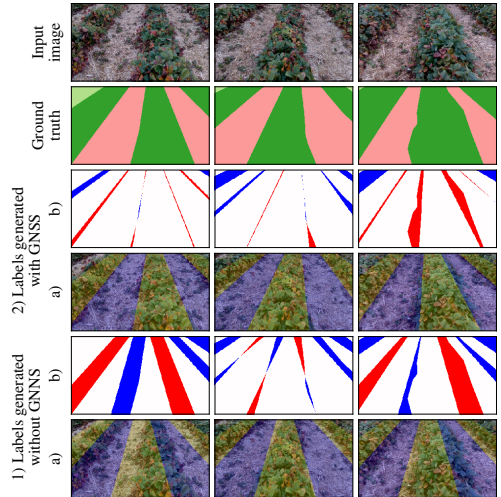 Input
image
Ground
truth
2) Labels generated
with GNSS
b)
a)
1) Labels generated
without GNNS
b)
a)